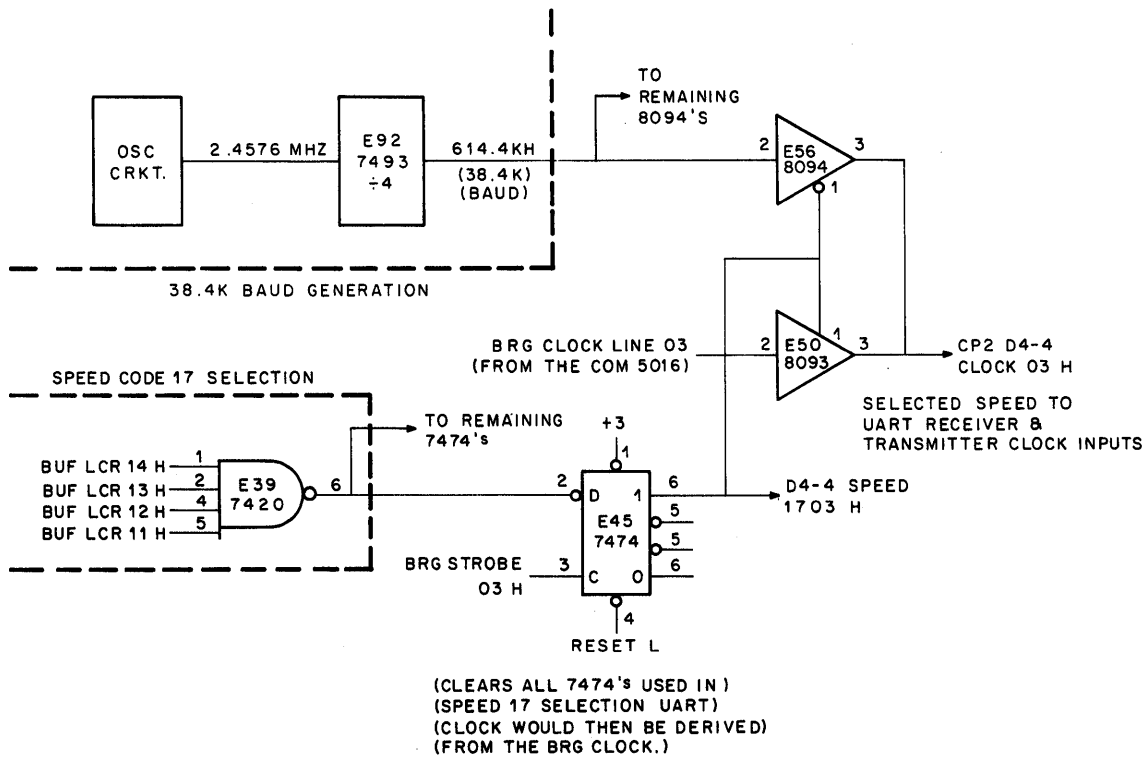 OSC
CRKT.
2.4576 MHZ
E92
7493
÷4
614.4KH
(38.4K)
(BAUD)
TO
REMAINING
8094'S
2
E56
8094
3
1
38.4K BAUD GENERATION
BRG CLOCK LINE 03
(FROM THE COM 5016)
2
E50
8093
1
3
CP2 D4-4
CLOCK 03 H
SELECTED SPEED TO
UART RECEIVER &
TRANSMITTER CLOCK INPUTS
SPEED CODE 17 SELECTION
BUF LCR 14 H
BUF LCR 13 H
BUF LCR 12 H
BUF LCR 11 H
1
2
4
5
E39
7420
6
TO REMAINING
7474's
+3
1
2
D
1
6
E45
7474
5
5
BRG STROBE
03 H
3
C
0
6
4
RESET L
D4-4 SPEED
1703 H
(CLEARS ALL 7474's USED IN)
(SPEED 17 SELECTION UART)
(CLOCK WOULD THEN BE DERIVED)
(FROM THE BRG CLOCK.)